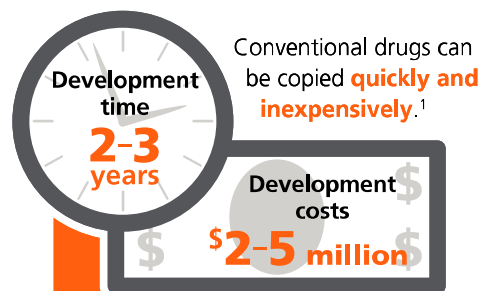 Conventional drugs can
be copied quickly and
inexpensively.¹
Development
time
2–3
years
Development
costs
$2–5 million
$
$
$